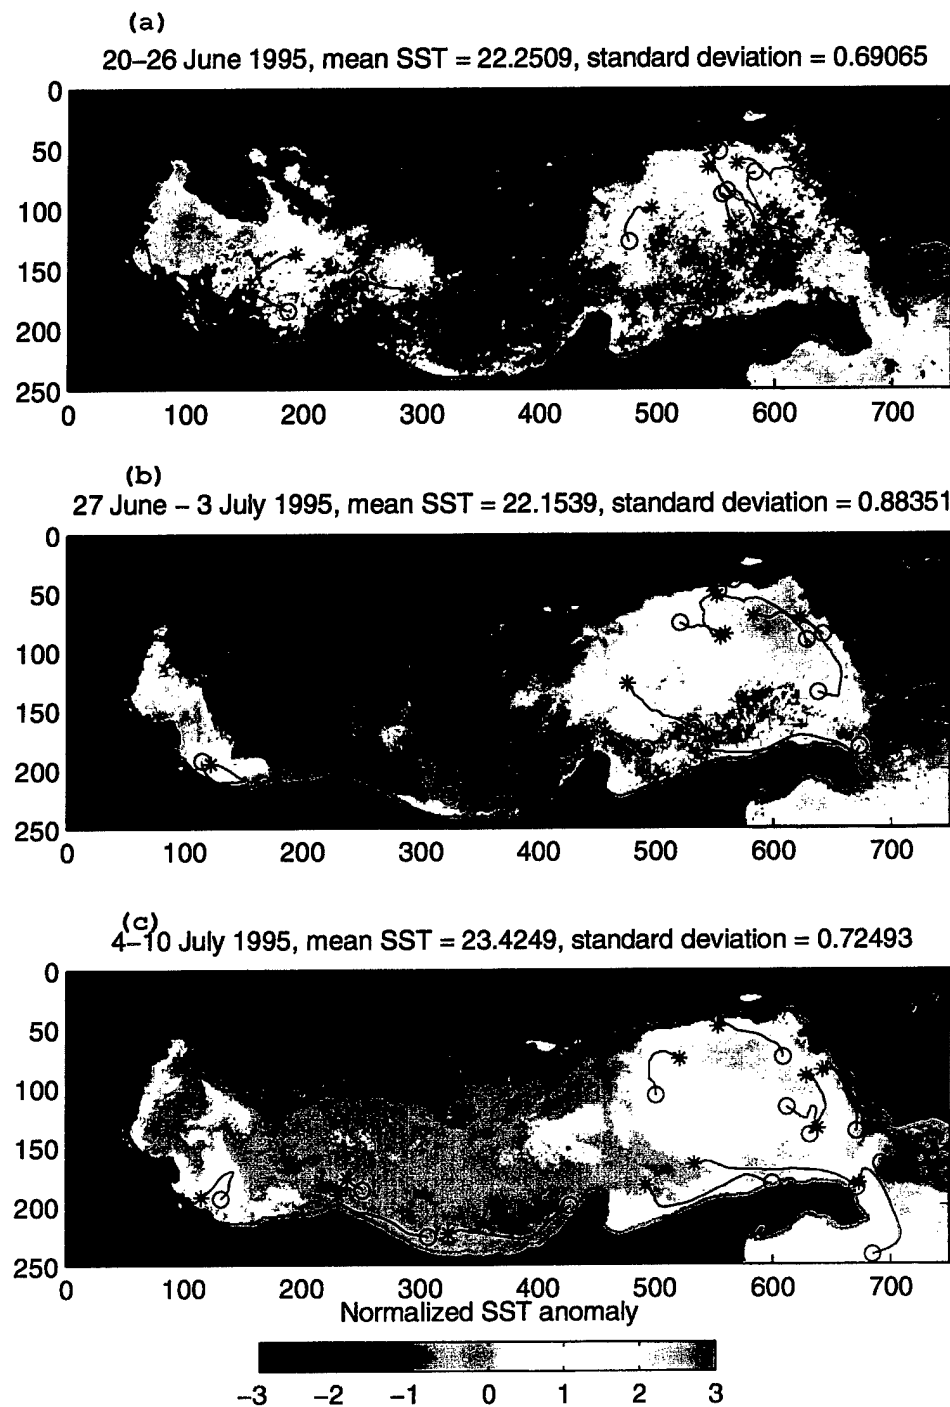 (a)
20–26 June 1995, mean SST = 22.2509, standard deviation = 0.69065
0
50
100
150
200
250
0 100 200 300 400 500 600 700
(b)
27 June – 3 July 1995, mean SST = 22.1539, standard deviation = 0.88351
0
50
100
150
200
250
0 100 200 300 400 500 600 700
(c)
4–10 July 1995, mean SST = 23.4249, standard deviation = 0.72493
0
50
100
150
200
250
0 100 200 300 400 500 600 700
Normalized SST anomaly
−3 −2 −1 0 1 2 3